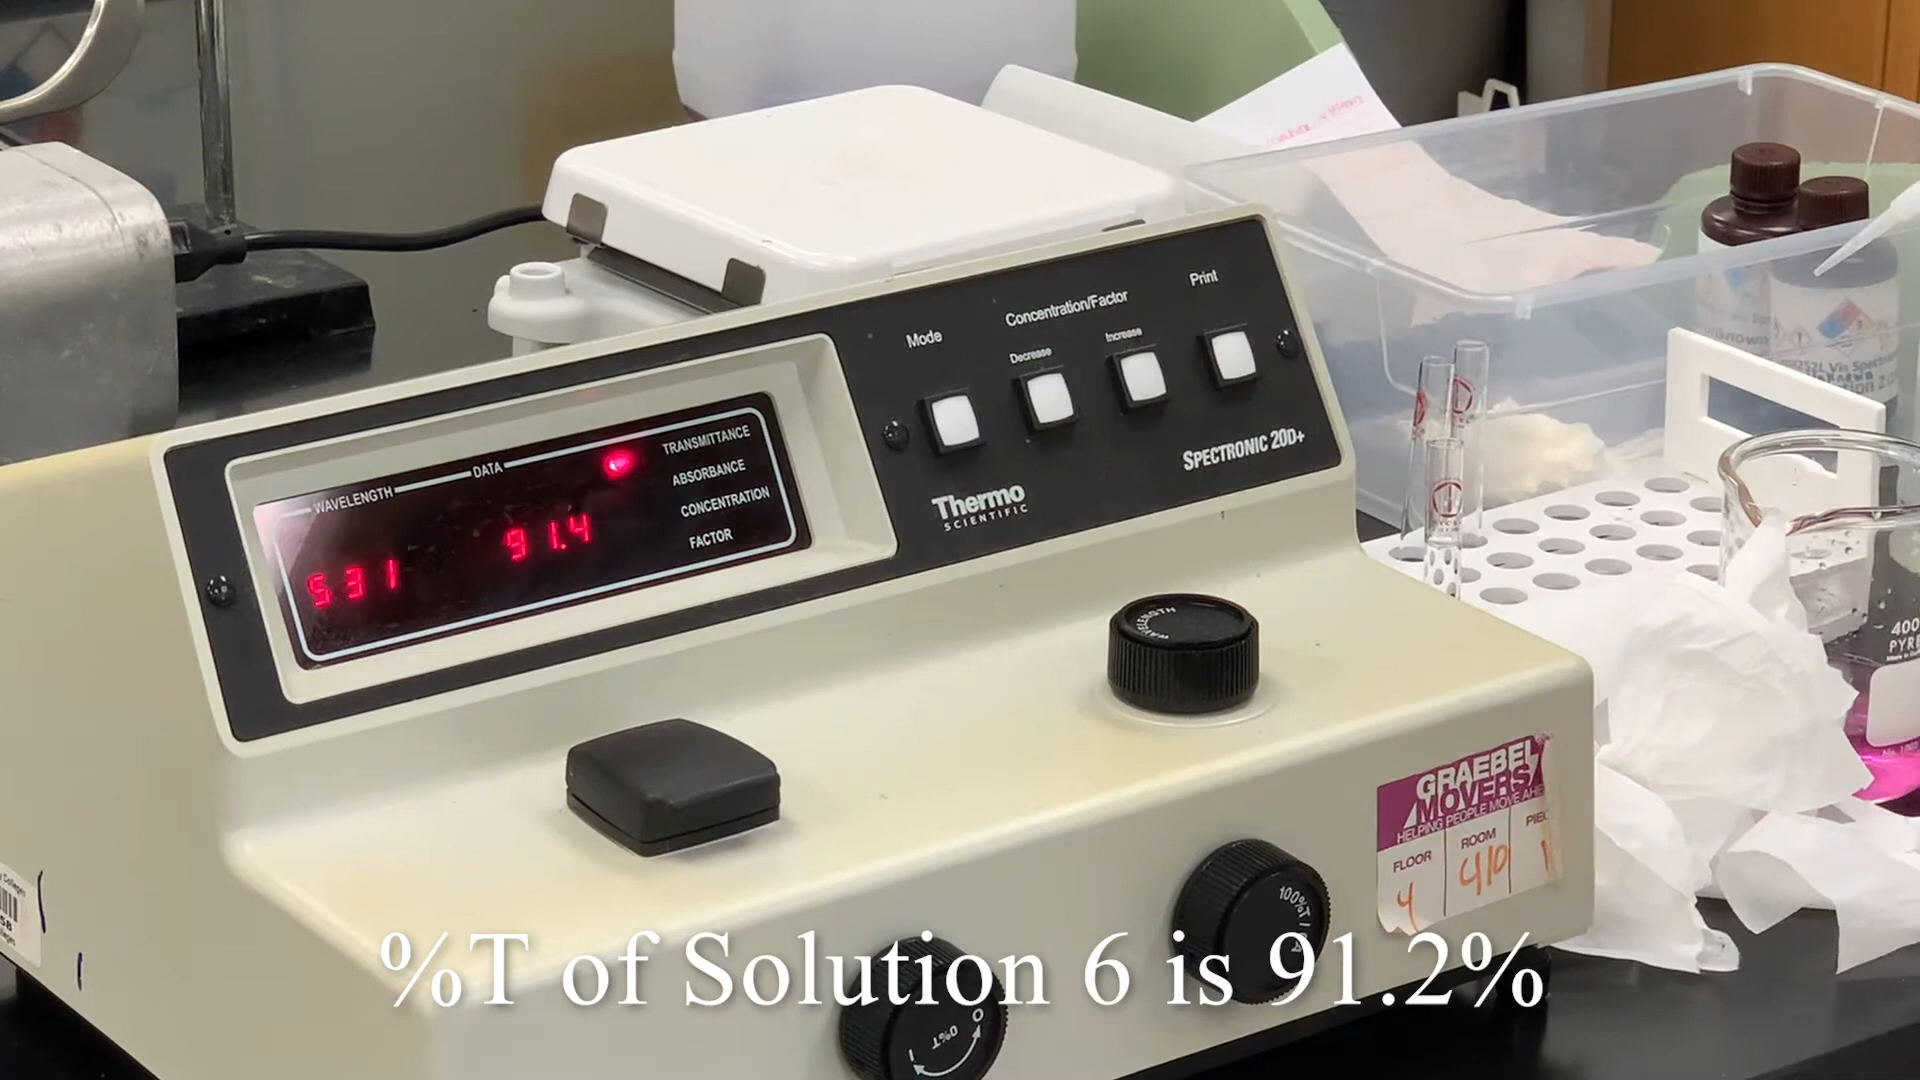 Print
Concentration/Factor
Mode
Increase
Decrease
TRANSMITTANCE
ABSORBANCE
CONCENTRATION
FACTOR
DATA
WAVELENGTH
531 91.4
SPECTRONIC 20D+
Thermo
SCIENTIFIC
WAVELENGTH
GRAEBEL
MOVERS
HELPING PEOPLE MOVE
FLOOR
ROOM
4
410
100%T
0%T
400
%T of Solution 6 is 91.2%